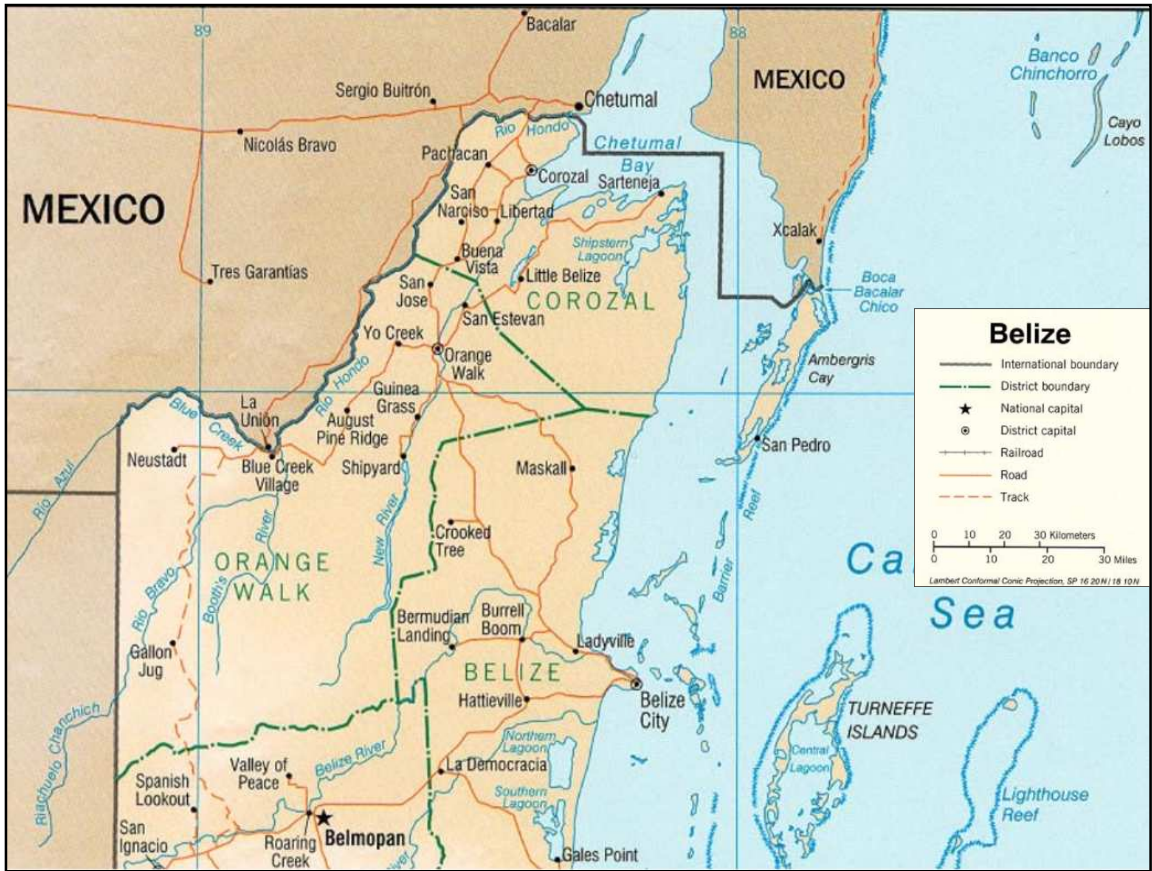 89
88
Bacalar
MEXICO
Banco
Chinchorro
Cayo
Lobos
Sergio Buitrón
Chetumal
Nicolás Bravo
Rio Hondo
Chetumal
Bay
Pachacan
Corozal
Sarteneja
MEXICO
San
Narciso
Libertad
Xcalak
Shipstern
Lagoon
Buena
Vista
Tres Garantías
San
Jose
Little Belize
COROZAL
Boca
Bacalar
Chico
San Estevan
Yo Creek
Orange
Walk
Ambergris
Cay
Rio Hondo
Guinea
Grass
La
Unión
Blue Creek
August
Pine Ridge
San Pedro
Neustadt
Blue Creek
Village
Shipyard
Maskall
Rio Azul
Reef
Barrier
New River
Crooked
Tree
River
Booth's
Rio Bravo
ORANGE
WALK
Ca
Sea
Bermudian
Landing
Burrell
Boom
Ladyville
Gallon
Jug
BELIZE
Hattieville
Belize
City
TURNEFFE
ISLANDS
Riachuelo Chanchich
Northern
Lagoon
Central
Lagoon
Belize River
Valley of
Peace
La Democracia
Spanish
Lookout
Southern
Lagoon
Lighthouse
Reef
San
Ignacio
Roaring
Creek
Belmopan
River
Gales Point
Belize
International boundary
District boundary
National capital
District capital
Railroad
Road
Track
0 10 20 30 Kilometers
0 10 20 30 Miles
Lambert Conformal Conic Projection, SP 16 20N / 18 10N